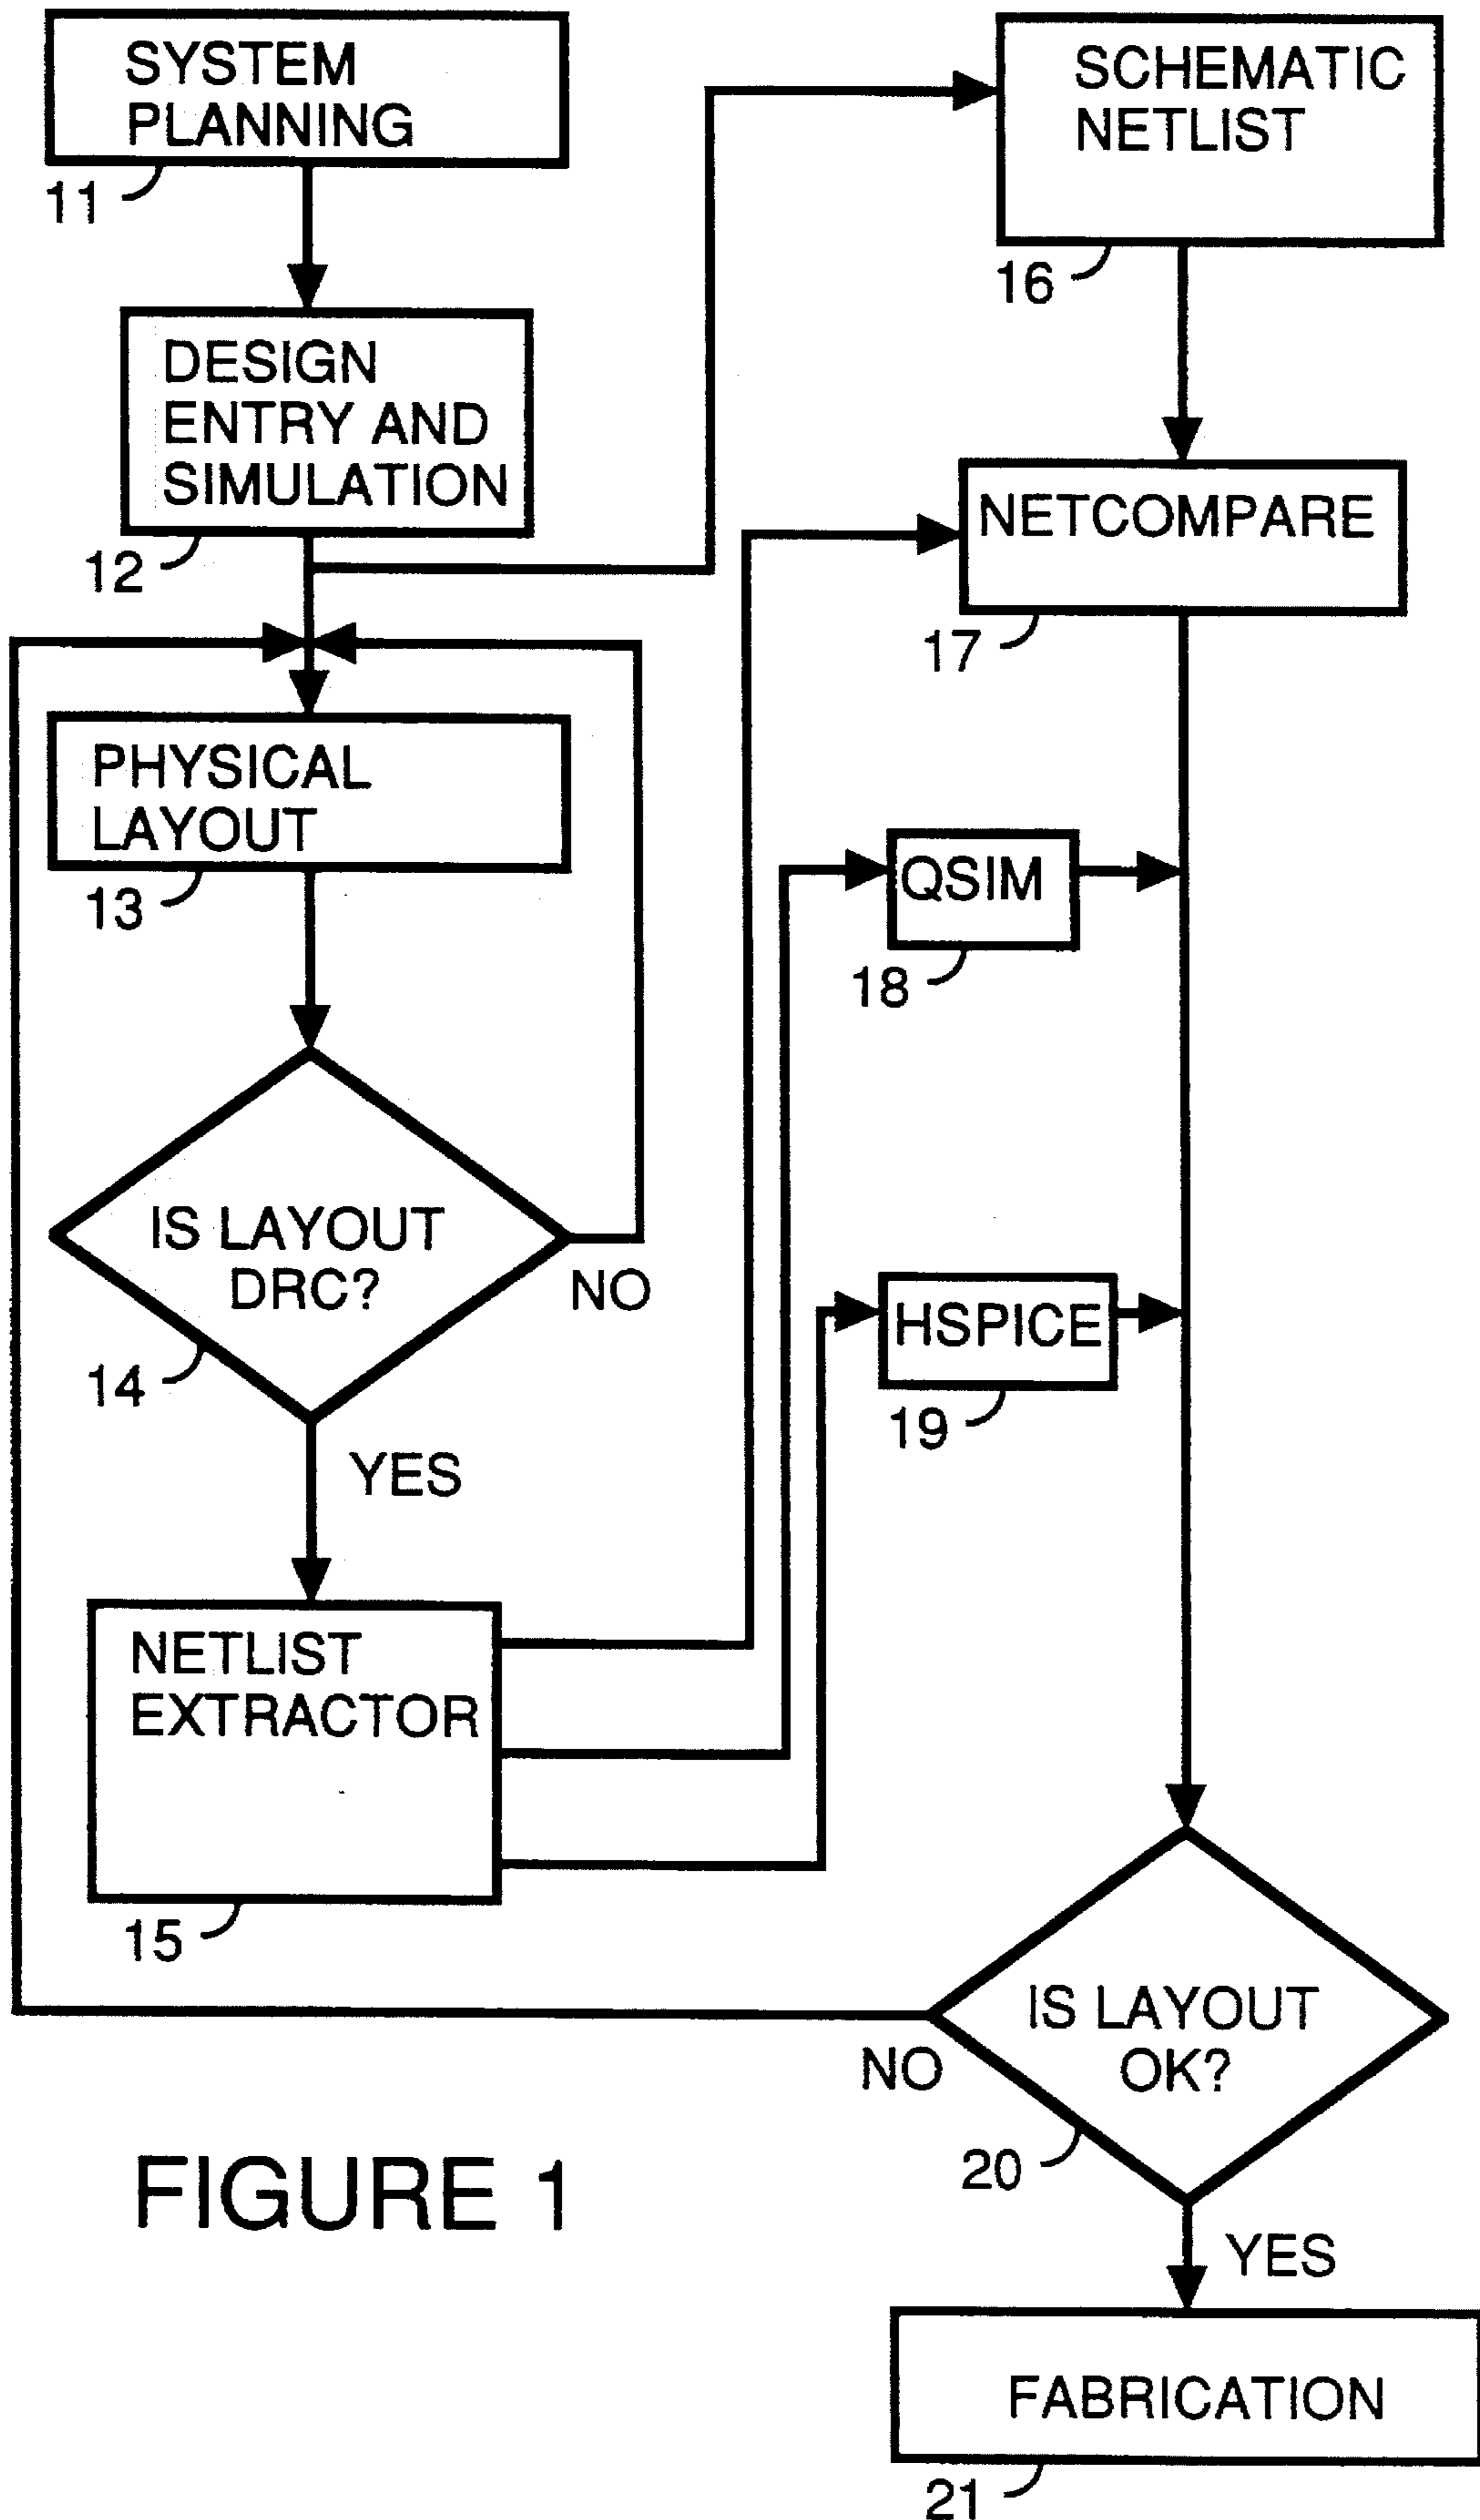 SYSTEM
PLANNING
11
DESIGN
ENTRY AND
SIMULATION
12
PHYSICAL
LAYOUT
13
IS LAYOUT
DRC?
NO
14
YES
NETLIST
EXTRACTOR
15
SCHEMATIC
NETLIST
16
NETCOMPARE
17
QSIM
18
HSPICE
19
IS LAYOUT
OK?
NO
20
YES
FABRICATION
21
FIGURE 1